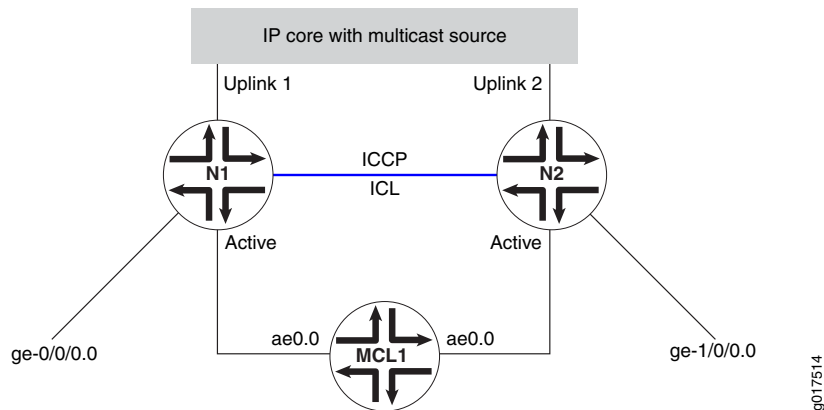 IP core with multicast source
Uplink 1
Uplink 2
N1
ICCP
ICL
N2
Active
Active
ge-0/0/0.0
ae0.0
MCL1
ae0.0
ge-1/0/0.0
g017514